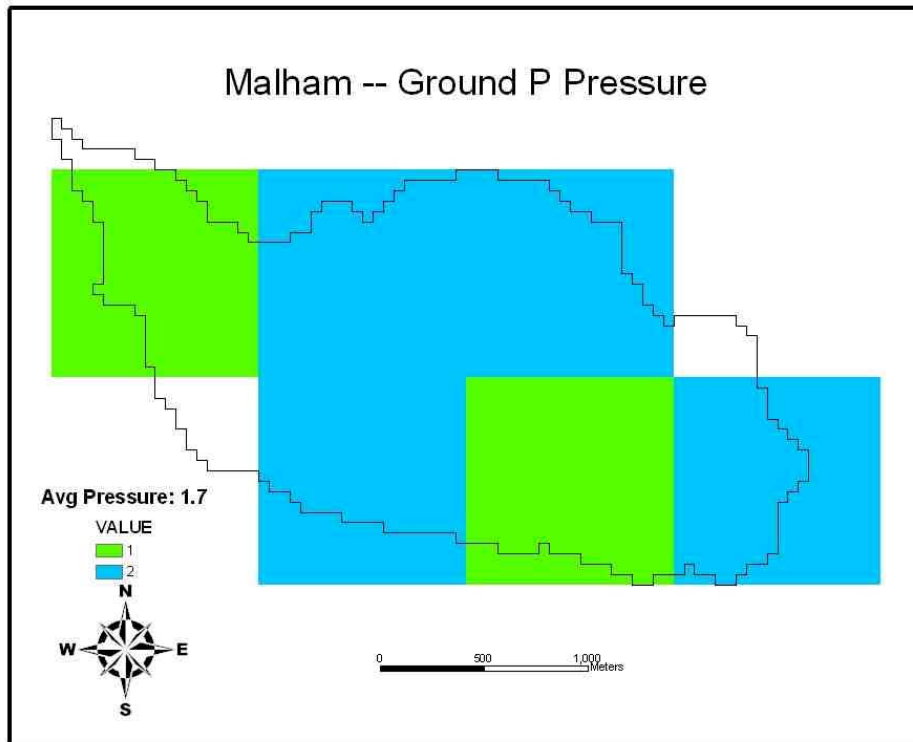 Malham -- Ground P Pressure
Avg Pressure: 1.7
VALUE
1
2
N
W E
S
0 500 1,000
Meters